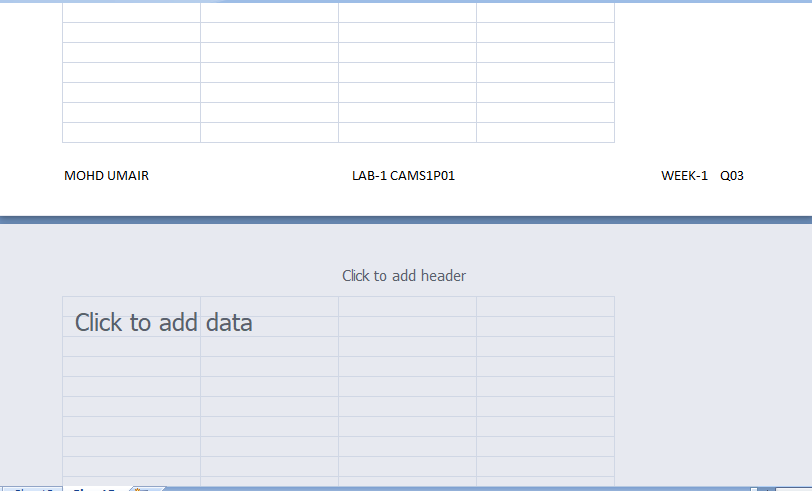 MOHD UMAIR LAB-1 CAMS1P01 WEEK-1 Q03
Click to add header
Click to add data